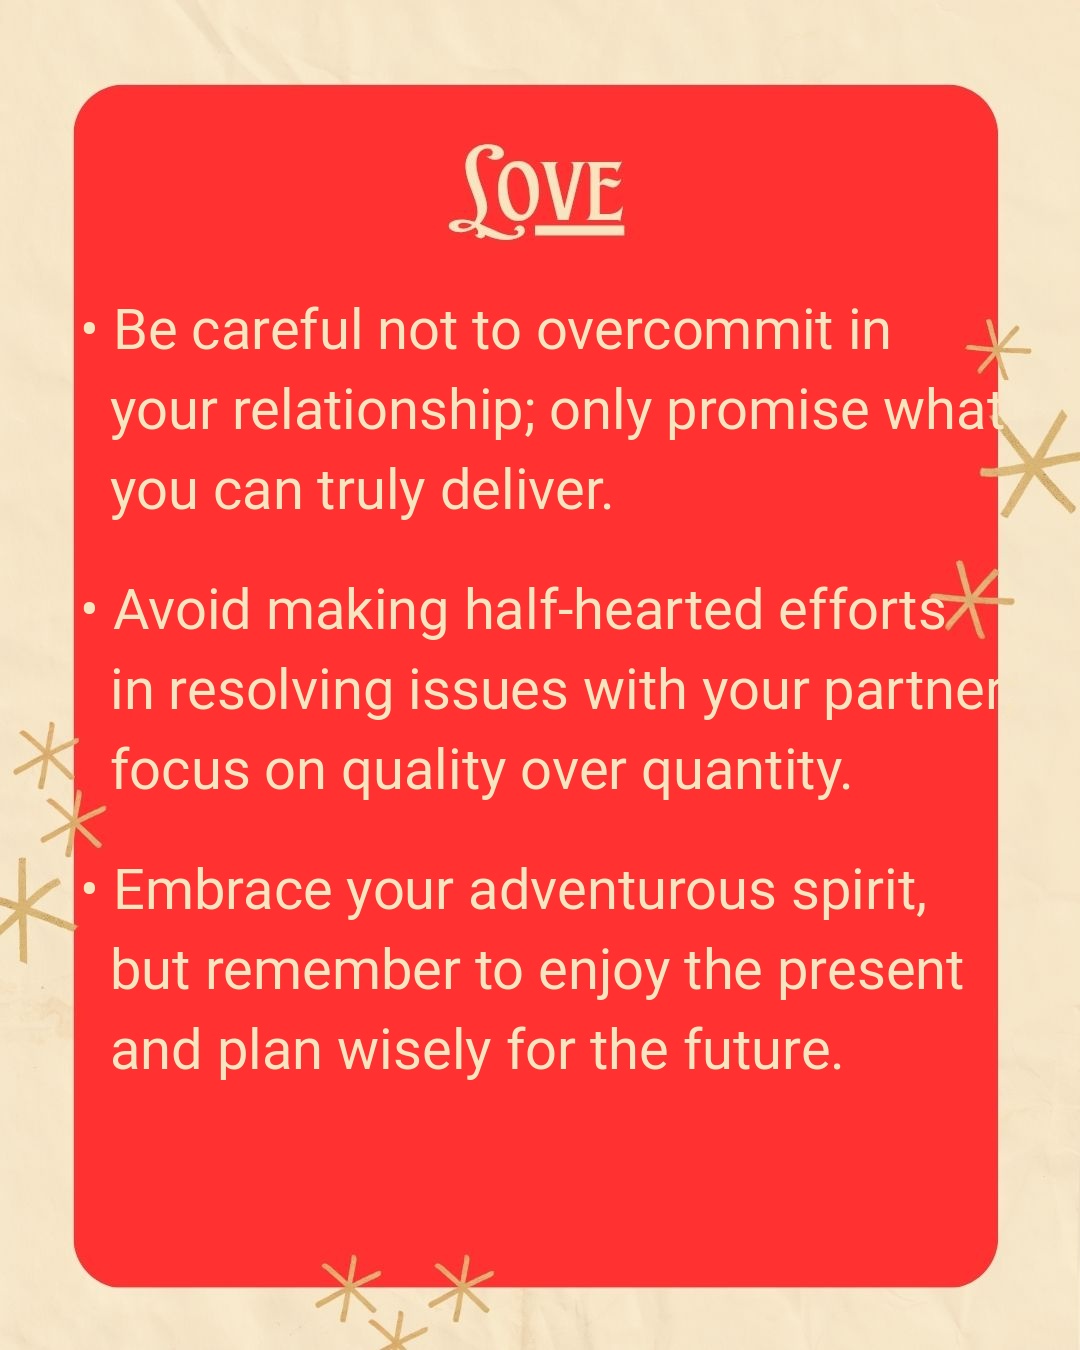 Love
• Be careful not to overcommit in
your relationship; only promise what
you can truly deliver.
• Avoid making half-hearted efforts
in resolving issues with your partner
focus on quality over quantity.
• Embrace your adventurous spirit,
but remember to enjoy the present
and plan wisely for the future.